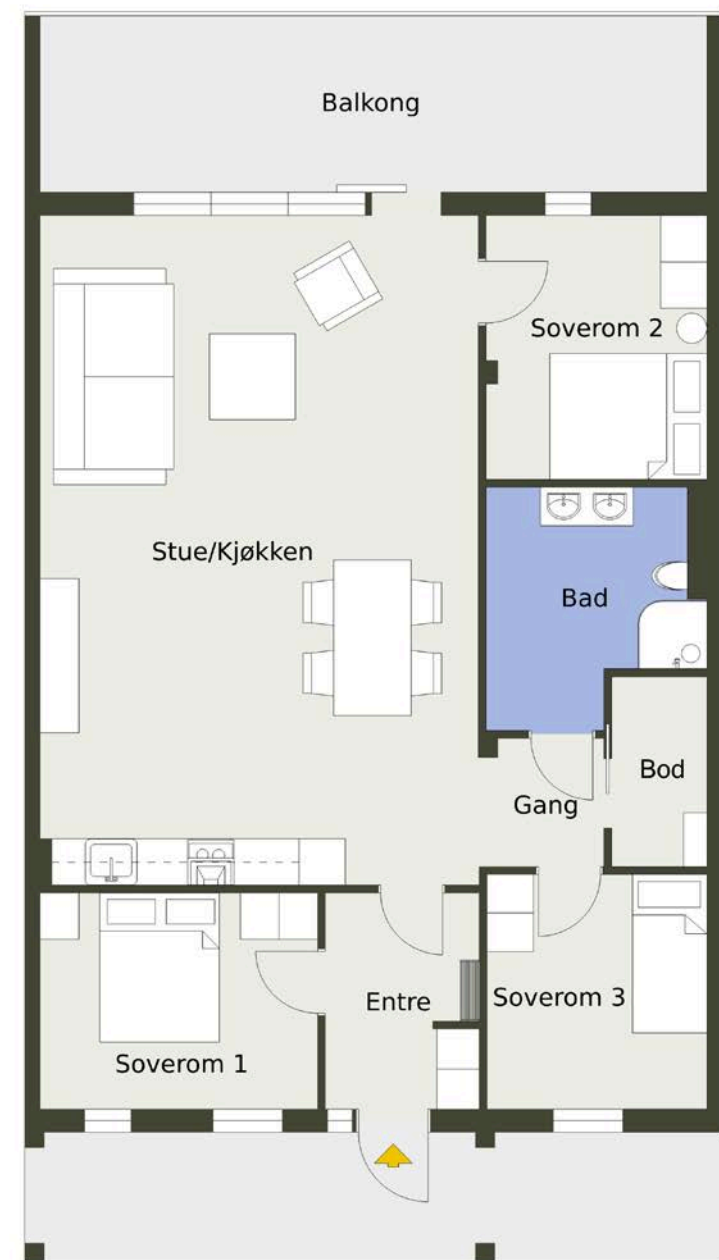 Balkong
Soverom 2
Stue/Kjøkken
Bad
Bod
Gang
Entre
Soverom 3
Soverom 1